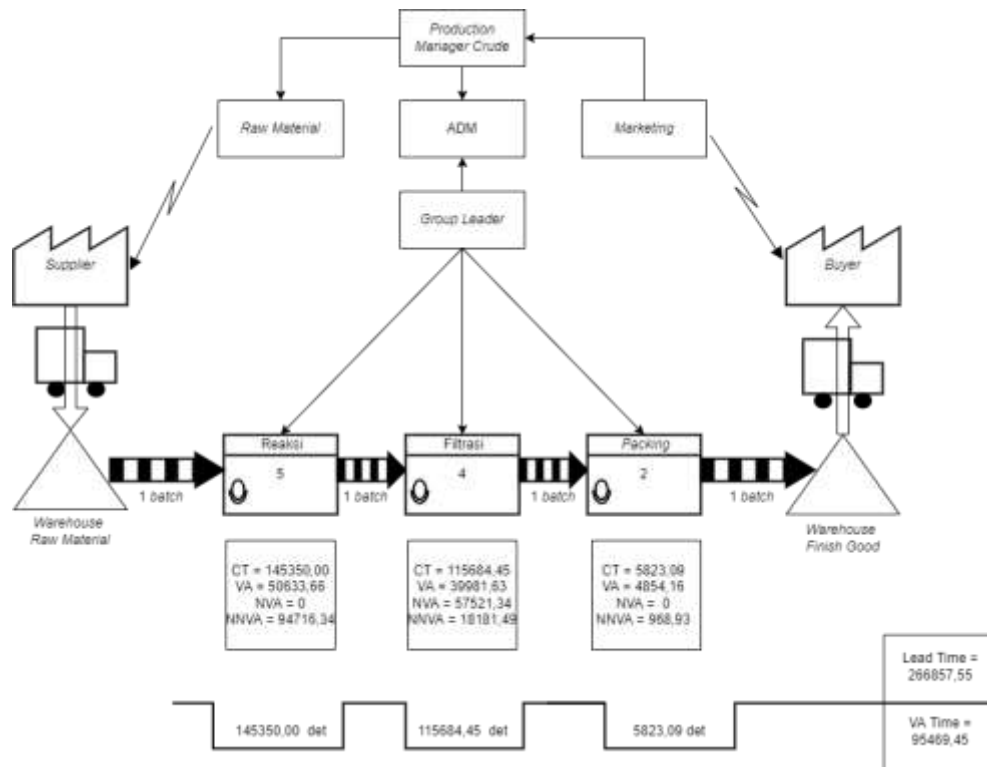 Production
Manager Crude
Raw Material
ADM
Marketing
Group Leader
Supplier
Buyer
Reaksi
Filtrasi
Packing
5
4
2
1 batch
1 batch
1 batch
1 batch
Warehouse
Raw Material
Warehouse
Finish Good
CT = 145350,00
VA = 50633,66
NVA = 0
NNVA = 94716,34
CT = 115684,45
VA = 39981,63
NVA = 57521,34
NNVA = 18181,49
CT = 5823,09
VA = 4854,16
NVA = 0
NNVA = 968,93
Lead Time =
266857,55
145350,00 det
115684,45 det
5823,09 det
VA Time =
95469,45